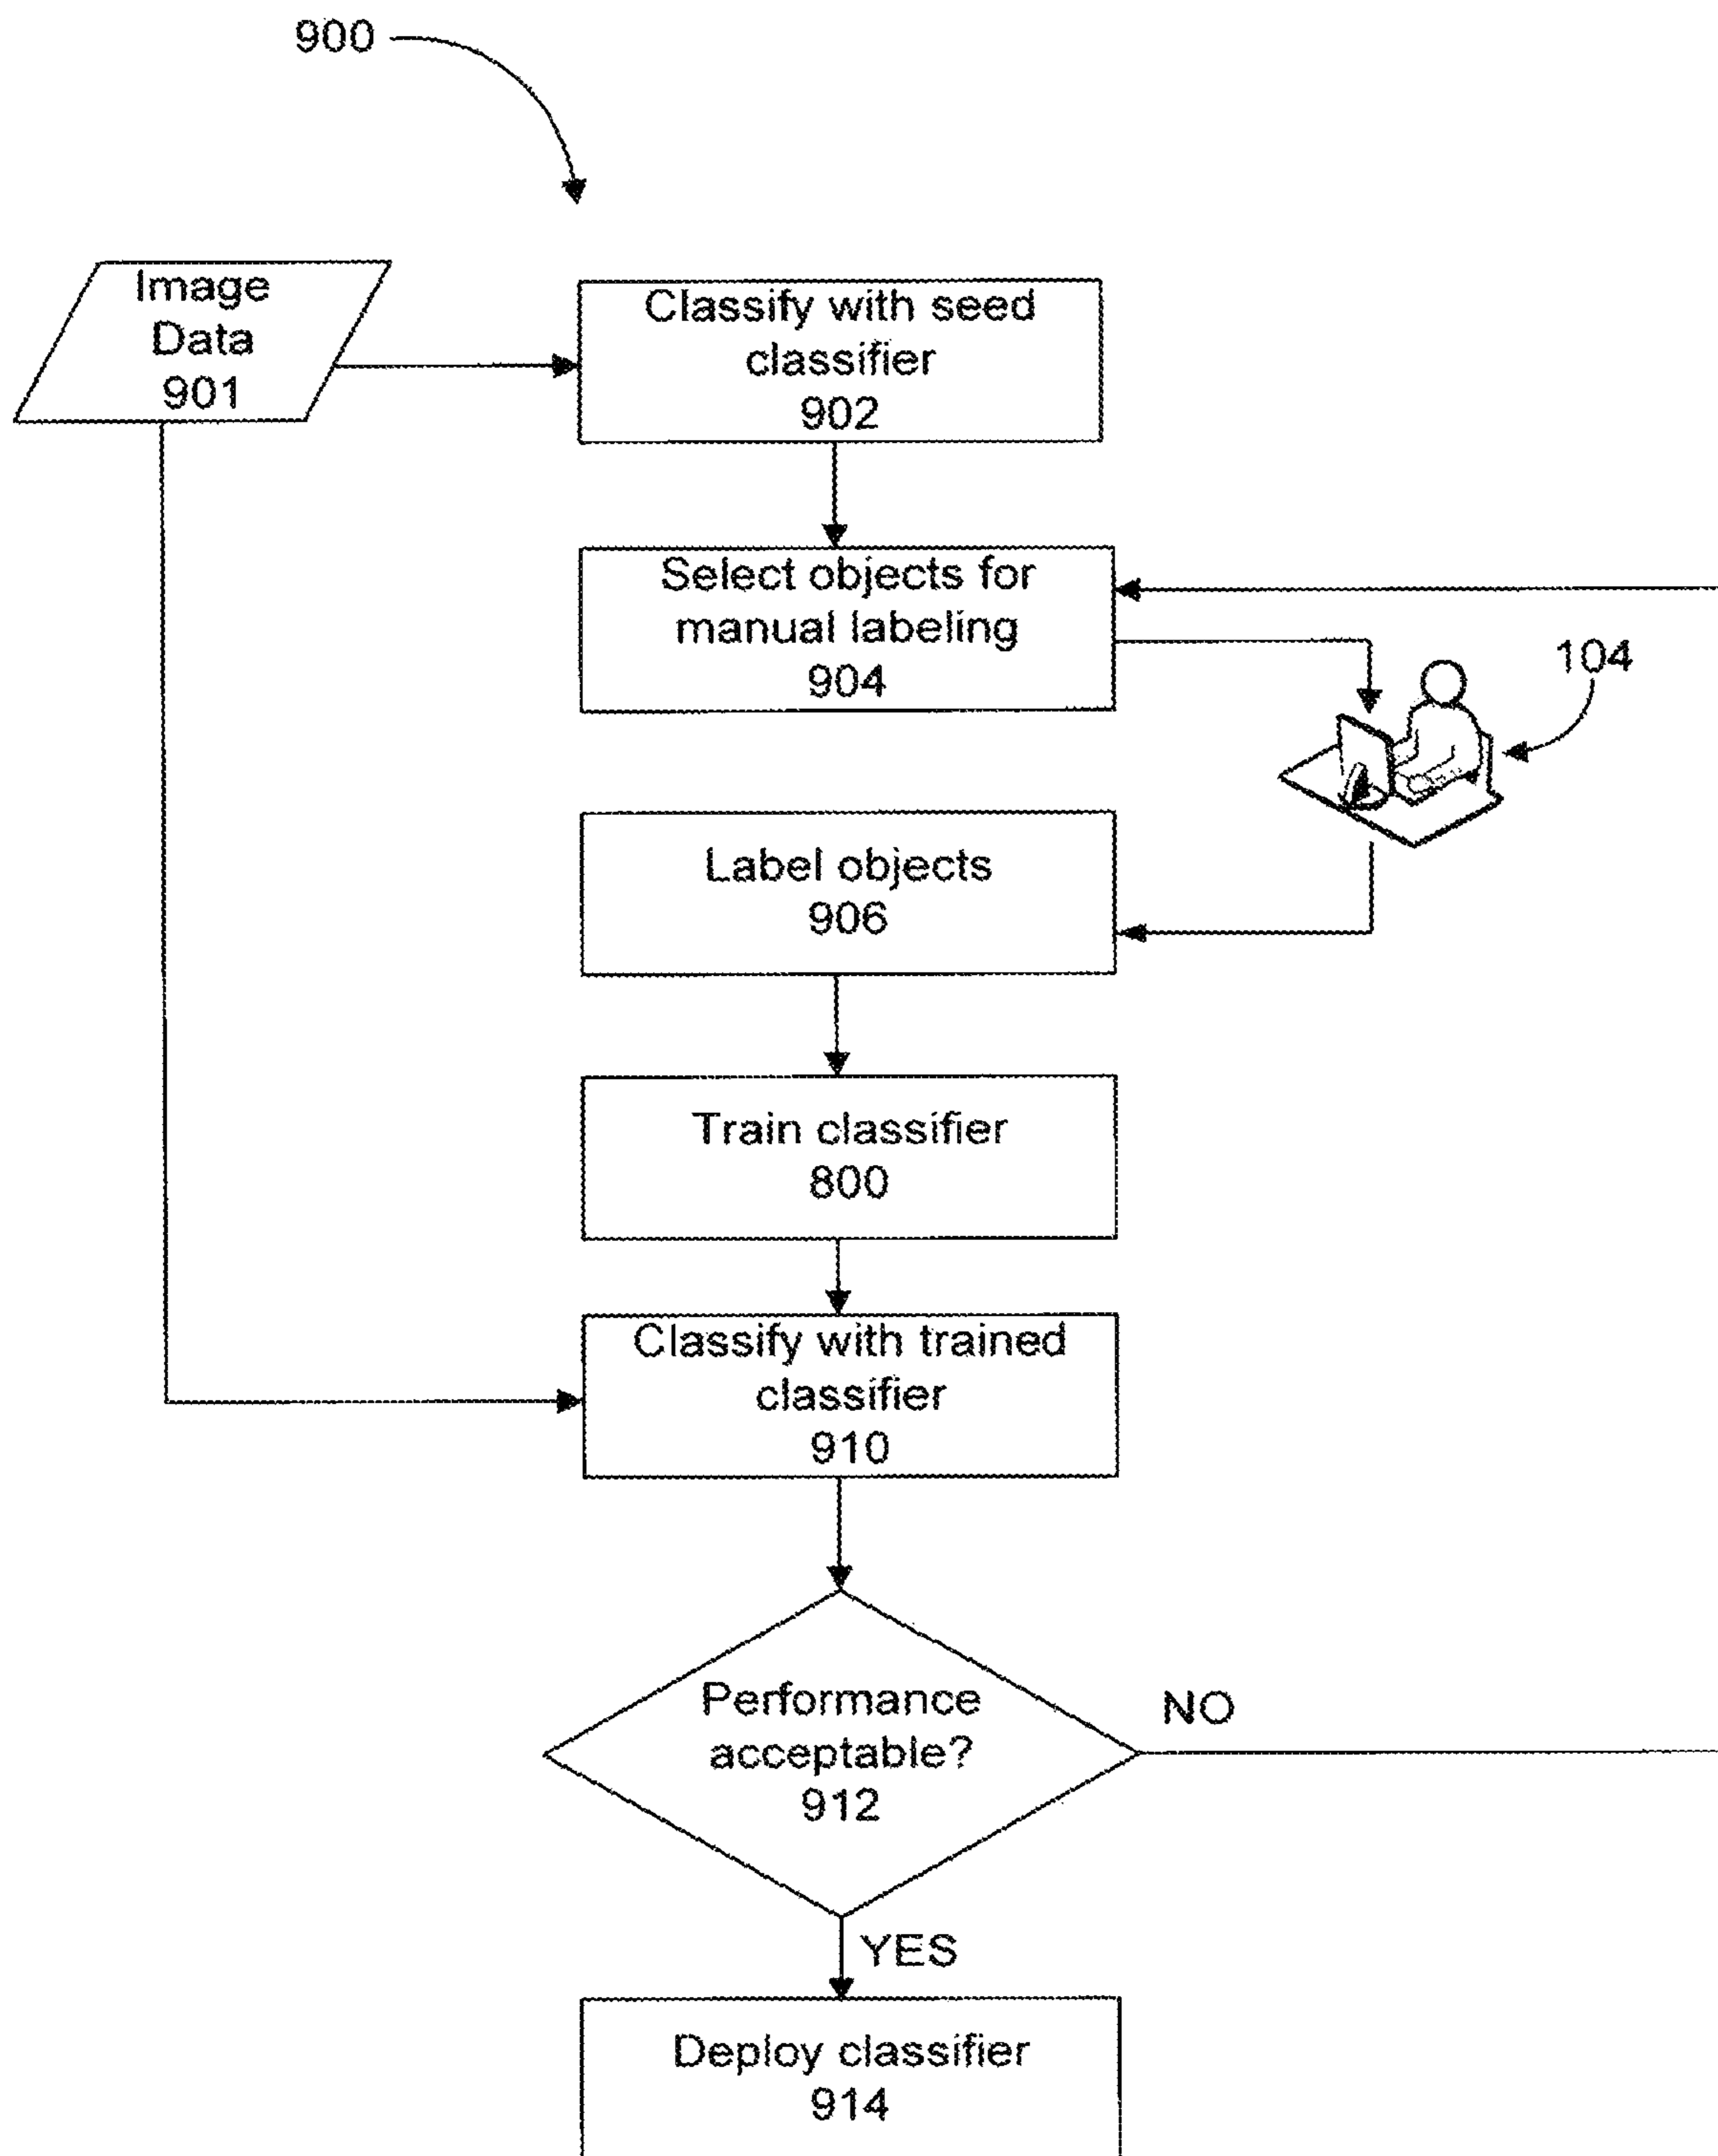 900
Image
Data
901
Classify with seed
classifier
902
Select objects for
manual labeling
904
104
Label objects
906
Train classifier
800
Classify with trained
classifier
910
Performance
acceptable?
912
NO
YES
Deploy classifier
914